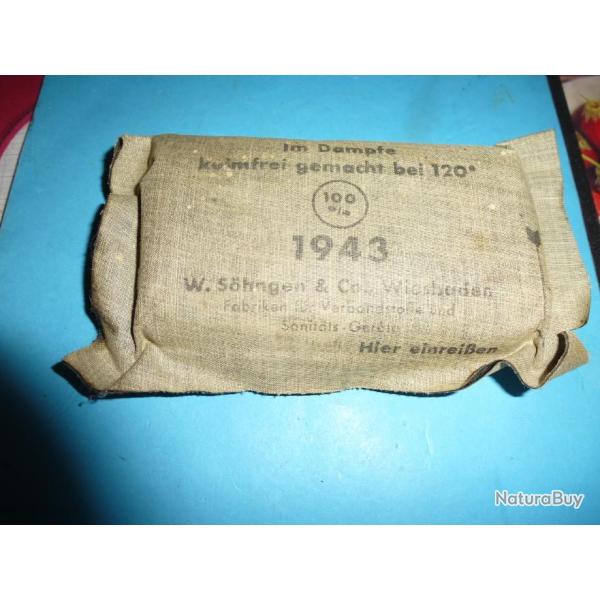 Im Dampfe
keimfrei gemacht bei 120°
100
%
1943
W. Söhngen & Co. Wiesbaden
Fabriken für Verbandstoffe und
Sanitäts-Geräte
Hier einreißen
NaturaBuy